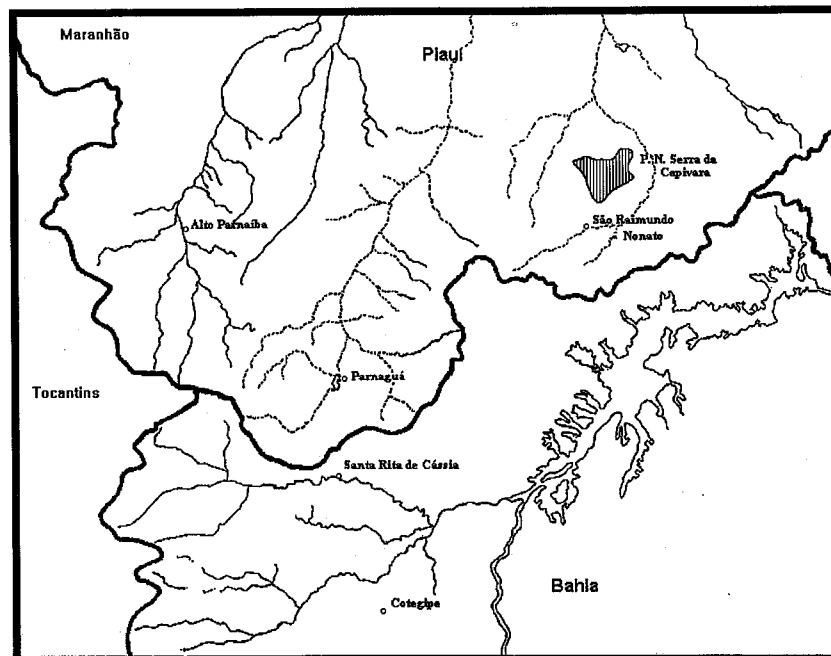 Maranhão
Piauí
P.N. Serra da
Capivara
São Raimundo
Nonato
Alto Parnaíba
Tocantins
Parnaguá
Santa Rita de Cássia
Bahia
Cotegipe